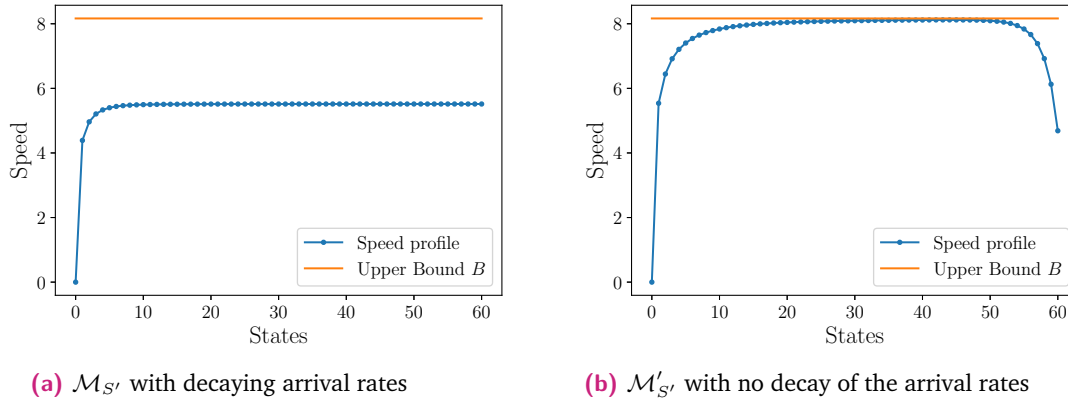 8
6
4
2
0
Speed
Speed profile
Upper Bound B
0 10 20 30 40 50 60
States
(a) 𝓜_{S′} with decaying arrival rates
8
6
4
2
0
Speed
Speed profile
Upper Bound B
0 10 20 30 40 50 60
States
(b) 𝓜′_{S′} with no decay of the arrival rates